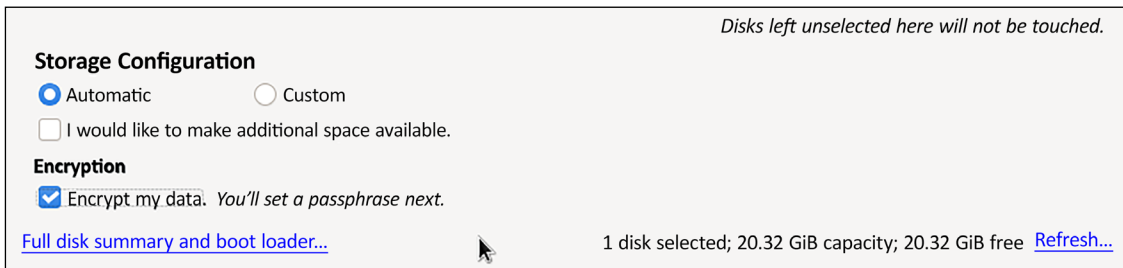 Disks left unselected here will not be touched.
Storage Configuration
Automatic Custom
I would like to make additional space available.
Encryption
Encrypt my data. You'll set a passphrase next.
Full disk summary and boot loader... 1 disk selected; 20.32 GiB capacity; 20.32 GiB free Refresh...